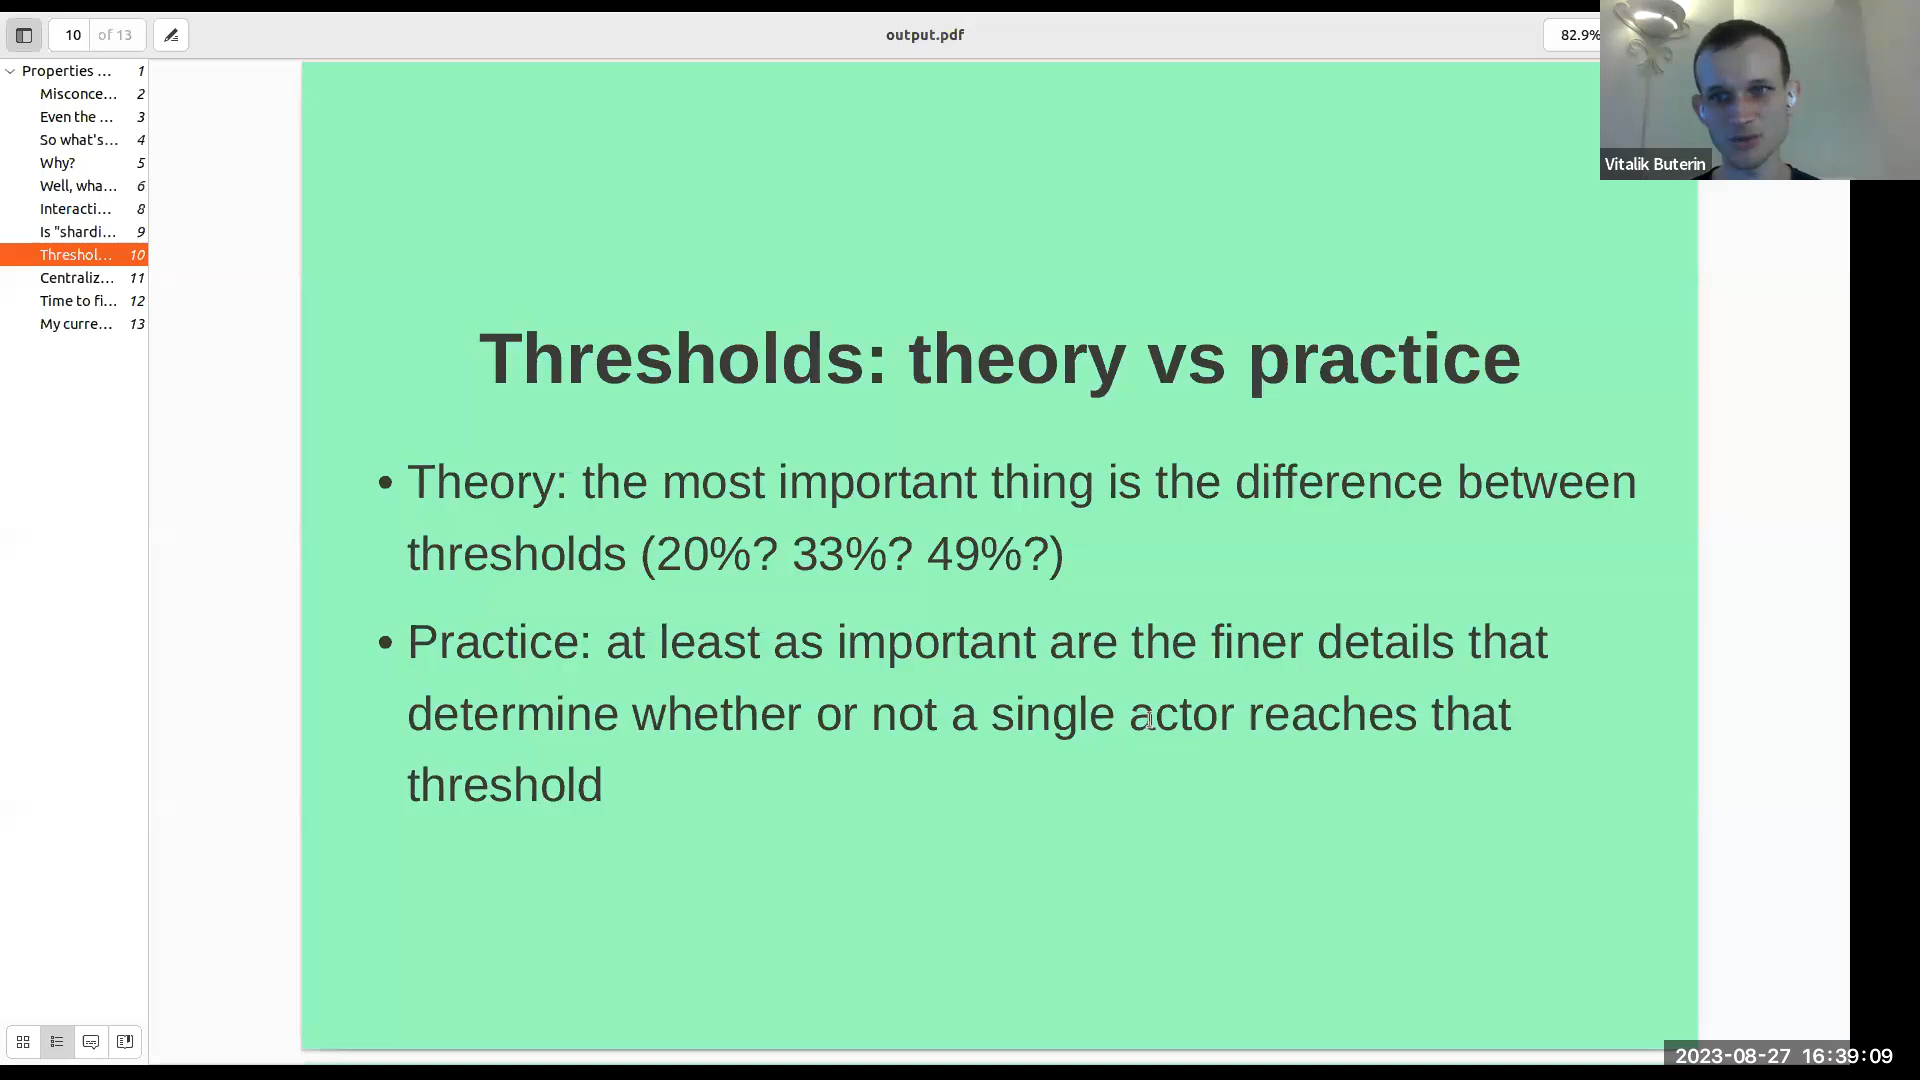 10 of 13
output.pdf
82.9%
Properties ... 1
Misconce... 2
Even the ... 3
So what's... 4
Why? 5
Well, wha... 6
Interacti... 8
Is "shardi... 9
Threshol... 10
Centraliz... 11
Time to fi... 12
My curre... 13
Vitalik Buterin
Thresholds: theory vs practice
• Theory: the most important thing is the difference between
thresholds (20%? 33%? 49%?)
• Practice: at least as important are the finer details that
determine whether or not a single actor reaches that
threshold
2023-08-27 16:39:09